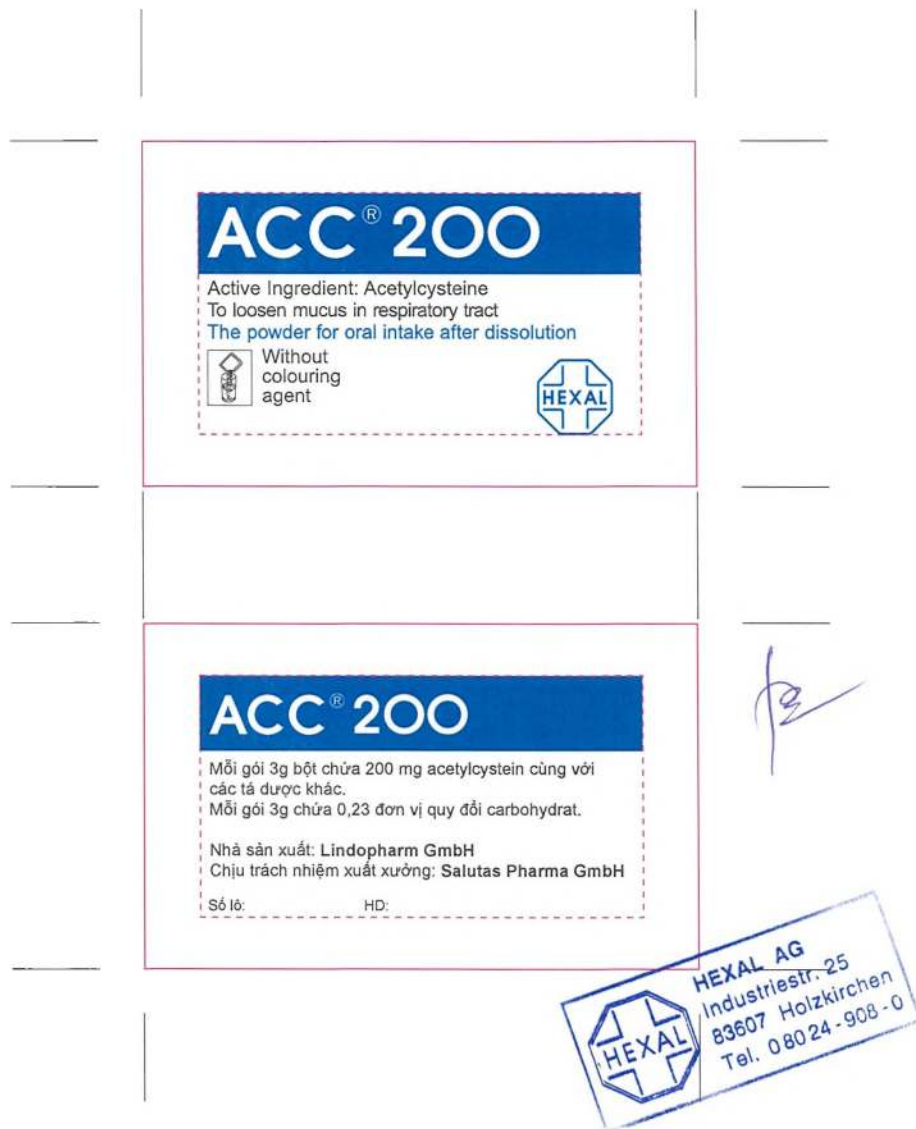 ACC® 200
Active Ingredient: Acetylcysteine
To loosen mucus in respiratory tract
The powder for oral intake after dissolution
Without
colouring
agent
HEXAL
ACC® 200
Mỗi gói 3g bột chứa 200 mg acetylcystein cùng với
các tá dược khác.
Mỗi gói 3g chứa 0,23 đơn vị quy đổi carbohydrat.
Nhà sản xuất: Lindopharm GmbH
Chịu trách nhiệm xuất xưởng: Salutas Pharma GmbH
Số lô: HD:
HEXAL
HEXAL AG
Industriestr. 25
83607 Holzkirchen
Tel. 08024-908-0